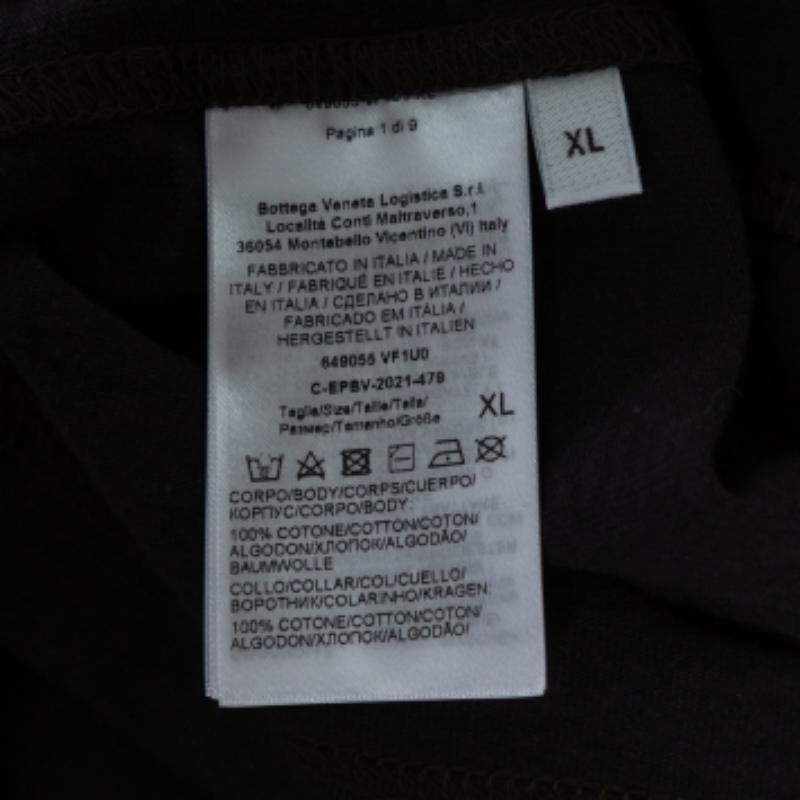 Pagina 1 di 9
XL
Bottega Veneta Logistica S.r.l.
Località Conti Maltraverso,1
36054 Montebello Vicentino (VI) Italy
FABBRICATO IN ITALIA / MADE IN
ITALY / FABRIQUÉ EN ITALIE / HECHO
EN ITALIA / СДЕЛАНО В ИТАЛИИ /
FABRICADO EM ITÁLIA /
HERGESTELLT IN ITALIEN
649055 VF1U0
C-EPBV-2021-479
Taglia/Size/Taille/Talla/
Размер/Tamanho/Größe
XL
CORPO/BODY/CORPS/CUERPO/
КОРПУС/CORPO/BODY:
100% COTONE/COTTON/COTON/
ALGODON/ХЛОПОК/ALGODÃO/
BAUMWOLLE
COLLO/COLLAR/COL/CUELLO/
ВОРОТНИК/COLARINHO/KRAGEN:
100% COTONE/COTTON/COTON/
ALGODON/ХЛОПОК/ALGODÃO/